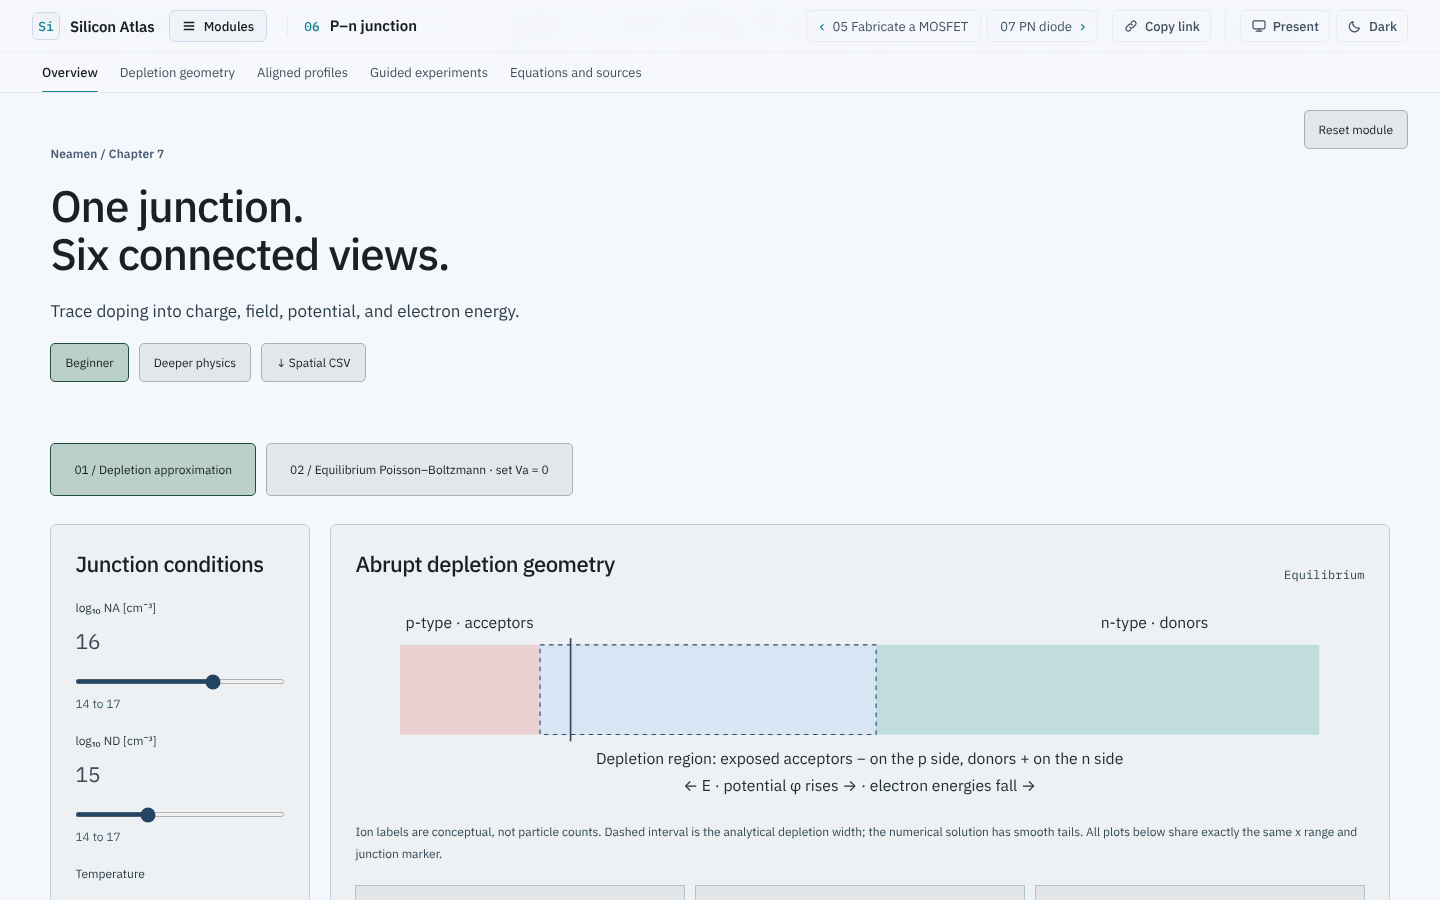 Si Silicon Atlas Modules 06 P–n junction ‹ 05 Fabricate a MOSFET 07 PN diode › Copy link Present Dark
Overview Depletion geometry Aligned profiles Guided experiments Equations and sources
Reset module
Neamen / Chapter 7
One junction.
Six connected views.
Trace doping into charge, field, potential, and electron energy.
Beginner Deeper physics ↓ Spatial CSV
01 / Depletion approximation 02 / Equilibrium Poisson–Boltzmann · set Va = 0
Junction conditions
log₁₀ NA [cm⁻³]
16
14 to 17
log₁₀ ND [cm⁻³]
15
14 to 17
Temperature
Abrupt depletion geometry
Equilibrium
p-type · acceptors n-type · donors
Depletion region: exposed acceptors − on the p side, donors + on the n side
← E · potential φ rises → · electron energies fall →
Ion labels are conceptual, not particle counts. Dashed interval is the analytical depletion width; the numerical solution has smooth tails. All plots below share exactly the same x range and
junction marker.